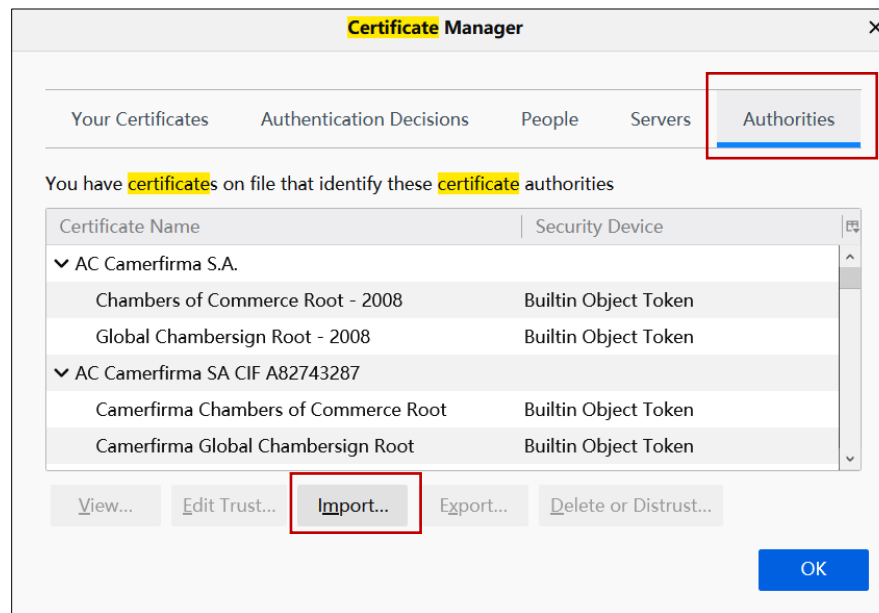 Certificate Manager
Your Certificates Authentication Decisions People Servers Authorities
You have certificates on file that identify these certificate authorities
Certificate Name Security Device
AC Camerfirma S.A.
Chambers of Commerce Root - 2008 Builtin Object Token
Global Chambersign Root - 2008 Builtin Object Token
AC Camerfirma SA CIF A82743287
Camerfirma Chambers of Commerce Root Builtin Object Token
Camerfirma Global Chambersign Root Builtin Object Token
View... Edit Trust... Import... Export... Delete or Distrust...
OK